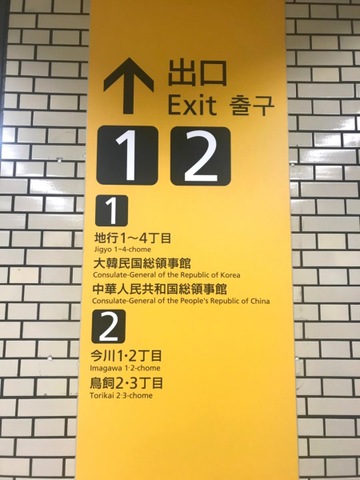 ↑ 出口
Exit 출구
1 2
1
地行1～4丁目
Jigyo 1~4-chome
大韓民国総領事館
Consulate-General of the Republic of Korea
中華人民共和国総領事館
Consulate-General of the People's Republic of China
2
今川1・2丁目
Imagawa 1·2-chome
鳥飼2・3丁目
Torikai 2·3-chome